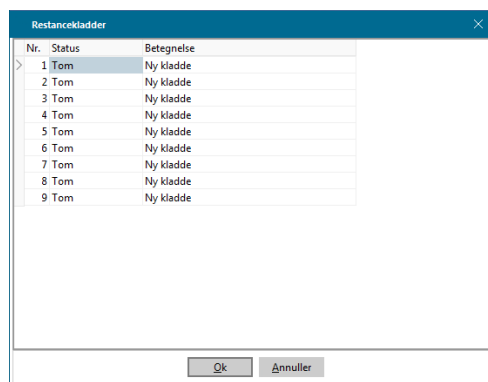 Restancekladder
Nr. Status Betegnelse
1 Tom Ny kladde
2 Tom Ny kladde
3 Tom Ny kladde
4 Tom Ny kladde
5 Tom Ny kladde
6 Tom Ny kladde
7 Tom Ny kladde
8 Tom Ny kladde
9 Tom Ny kladde
Ok Annuller